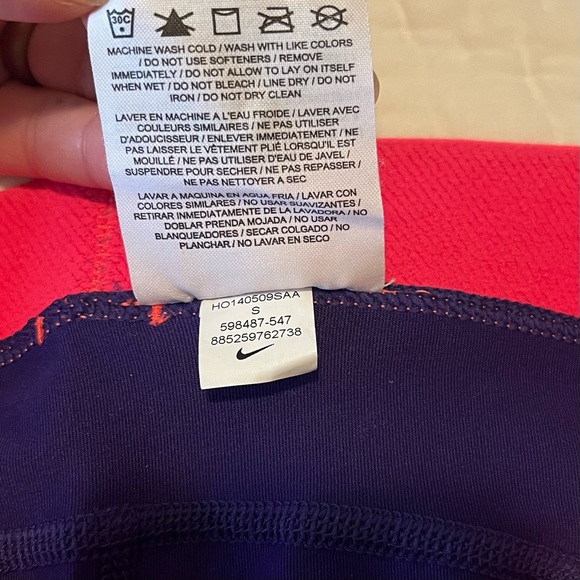 30C
MACHINE WASH COLD / WASH WITH LIKE COLORS
/ DO NOT USE SOFTENERS / REMOVE
IMMEDIATELY / DO NOT ALLOW TO LAY ON ITSELF
WHEN WET / DO NOT BLEACH / LINE DRY / DO NOT
IRON / DO NOT DRY CLEAN
LAVER EN MACHINE A L'EAU FROIDE / LAVER AVEC
COULEURS SIMILAIRES / NE PAS UTILISER
D'ADOUCISSEUR / ENLEVER IMMEDIATEMENT / NE
PAS LAISSER LE VÊTEMENT PLIÉ LORSQU'IL EST
MOUILLÉ / NE PAS UTILISER D'EAU DE JAVEL /
SUSPENDRE POUR SECHER / NE PAS REPASSER /
NE PAS NETTOYER A SEC
LAVAR A MAQUINA EN AGUA FRIA / LAVAR CON
COLORES SIMILARES / NO USAR SUAVIZANTES /
RETIRAR INMEDIATAMENTE DE LA LAVADORA / NO
DOBLAR PRENDA MOJADA / NO USAR
BLANQUEADORES / SECAR COLGADO / NO
PLANCHAR / NO LAVAR EN SECO
HO140509SAA
S
598487-547
885259762738